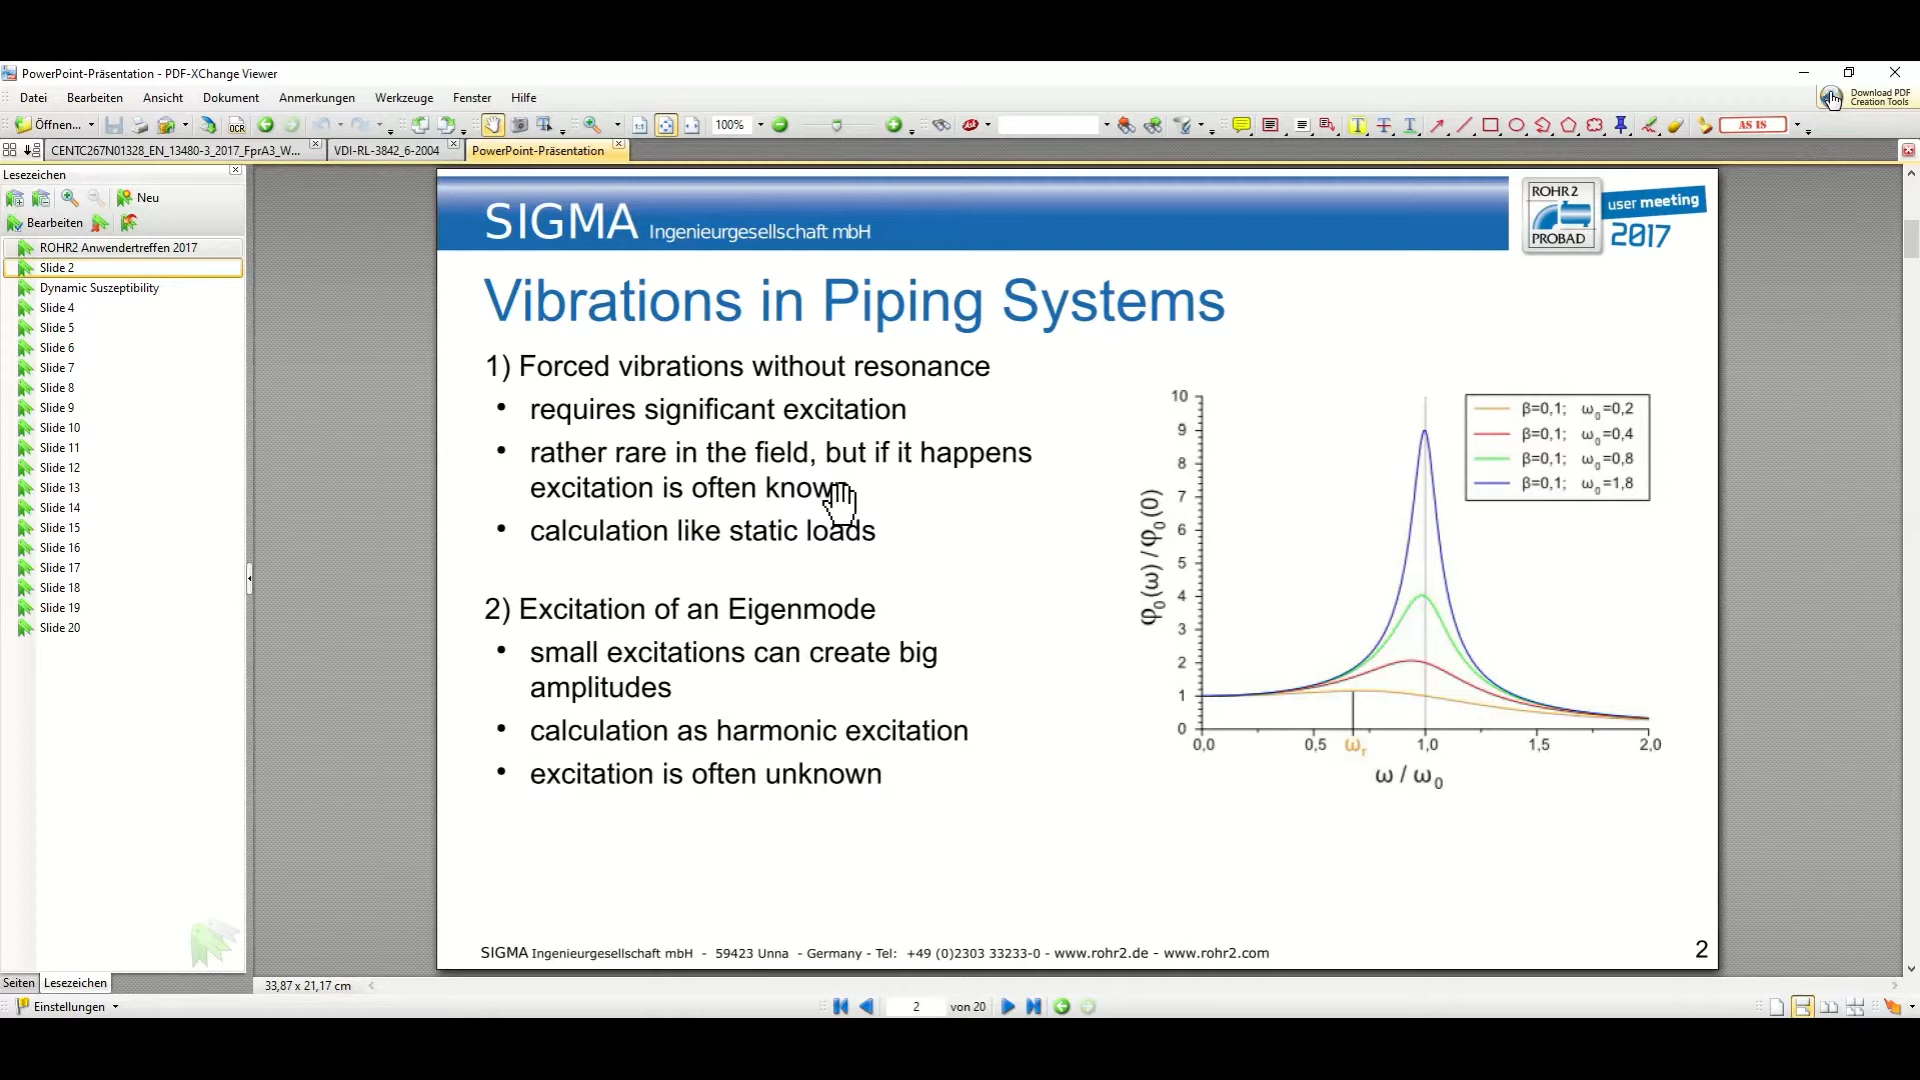 PowerPoint-Präsentation - PDF-XChange Viewer
Datei Bearbeiten Ansicht Dokument Anmerkungen Werkzeuge Fenster Hilfe
Download PDF
Creation Tools
Öffnen... OCR 100% AS IS
CENTC267N01328_EN_13480-3_2017_FprA3_W... VDI-RL-3842_6-2004 PowerPoint-Präsentation
Lesezeichen
Neu
Bearbeiten
ROHR2 Anwendertreffen 2017
Slide 2
Dynamic Suszeptibility
Slide 4
Slide 5
Slide 6
Slide 7
Slide 8
Slide 9
Slide 10
Slide 11
Slide 12
Slide 13
Slide 14
Slide 15
Slide 16
Slide 17
Slide 18
Slide 19
Slide 20
SIGMA Ingenieurgesellschaft mbH
ROHR2
PROBAD
user meeting
2017
Vibrations in Piping Systems
1) Forced vibrations without resonance
• requires significant excitation
• rather rare in the field, but if it happens
excitation is often known
• calculation like static loads
2) Excitation of an Eigenmode
• small excitations can create big
amplitudes
• calculation as harmonic excitation
• excitation is often unknown
β=0,1; ω₀=0,2
β=0,1; ω₀=0,4
β=0,1; ω₀=0,8
β=0,1; ω₀=1,8
φ₀(ω) /φ₀(0)
10
9
8
7
6
5
4
3
2
1
0
0,0 0,5 ωr 1,0 1,5 2,0
ω / ω₀
SIGMA Ingenieurgesellschaft mbH - 59423 Unna - Germany - Tel: +49 (0)2303 33233-0 - www.rohr2.de - www.rohr2.com
2
Seiten Lesezeichen
33,87 x 21,17 cm
Einstellungen
2 von 20